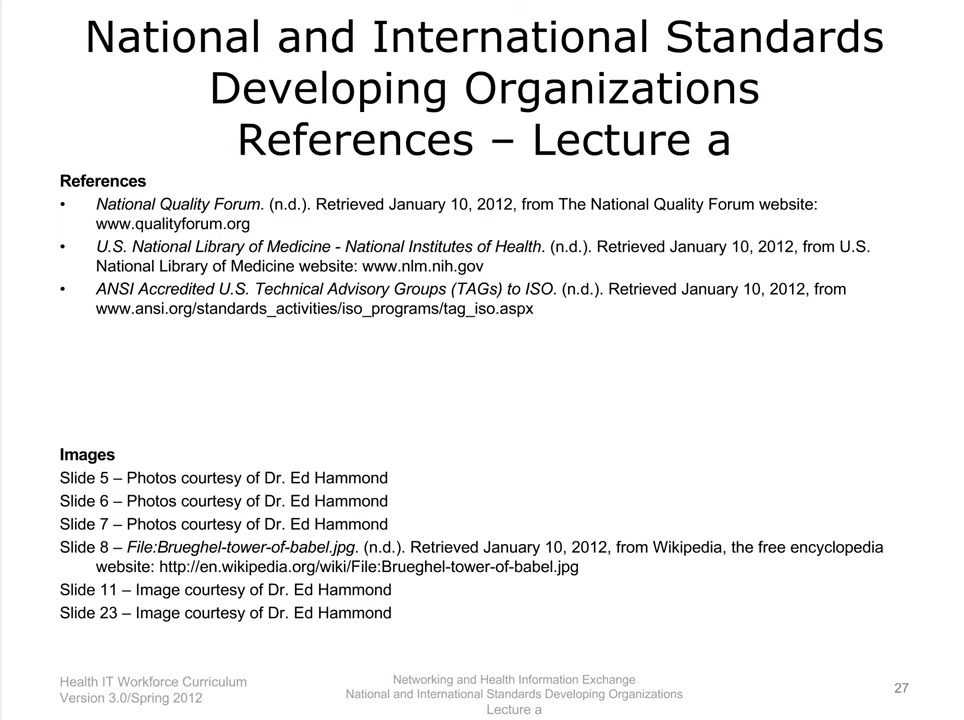 National and International Standards
Developing Organizations
References – Lecture a
References
• National Quality Forum. (n.d.). Retrieved January 10, 2012, from The National Quality Forum website:
www.qualityforum.org
• U.S. National Library of Medicine - National Institutes of Health. (n.d.). Retrieved January 10, 2012, from U.S.
National Library of Medicine website: www.nlm.nih.gov
• ANSI Accredited U.S. Technical Advisory Groups (TAGs) to ISO. (n.d.). Retrieved January 10, 2012, from
www.ansi.org/standards_activities/iso_programs/tag_iso.aspx
Images
Slide 5 – Photos courtesy of Dr. Ed Hammond
Slide 6 – Photos courtesy of Dr. Ed Hammond
Slide 7 – Photos courtesy of Dr. Ed Hammond
Slide 8 – File:Brueghel-tower-of-babel.jpg. (n.d.). Retrieved January 10, 2012, from Wikipedia, the free encyclopedia
website: http://en.wikipedia.org/wiki/File:Brueghel-tower-of-babel.jpg
Slide 11 – Image courtesy of Dr. Ed Hammond
Slide 23 – Image courtesy of Dr. Ed Hammond
Health IT Workforce Curriculum
Version 3.0/Spring 2012
Networking and Health Information Exchange
National and International Standards Developing Organizations
Lecture a
27